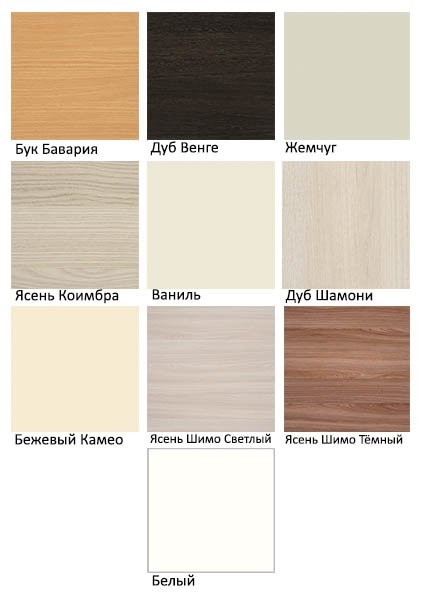 Бук Бавария
Дуб Венге
Жемчуг
Ясень Коимбра
Ваниль
Дуб Шамони
Бежевый Камео
Ясень Шимо Светлый
Ясень Шимо Тёмный
Белый